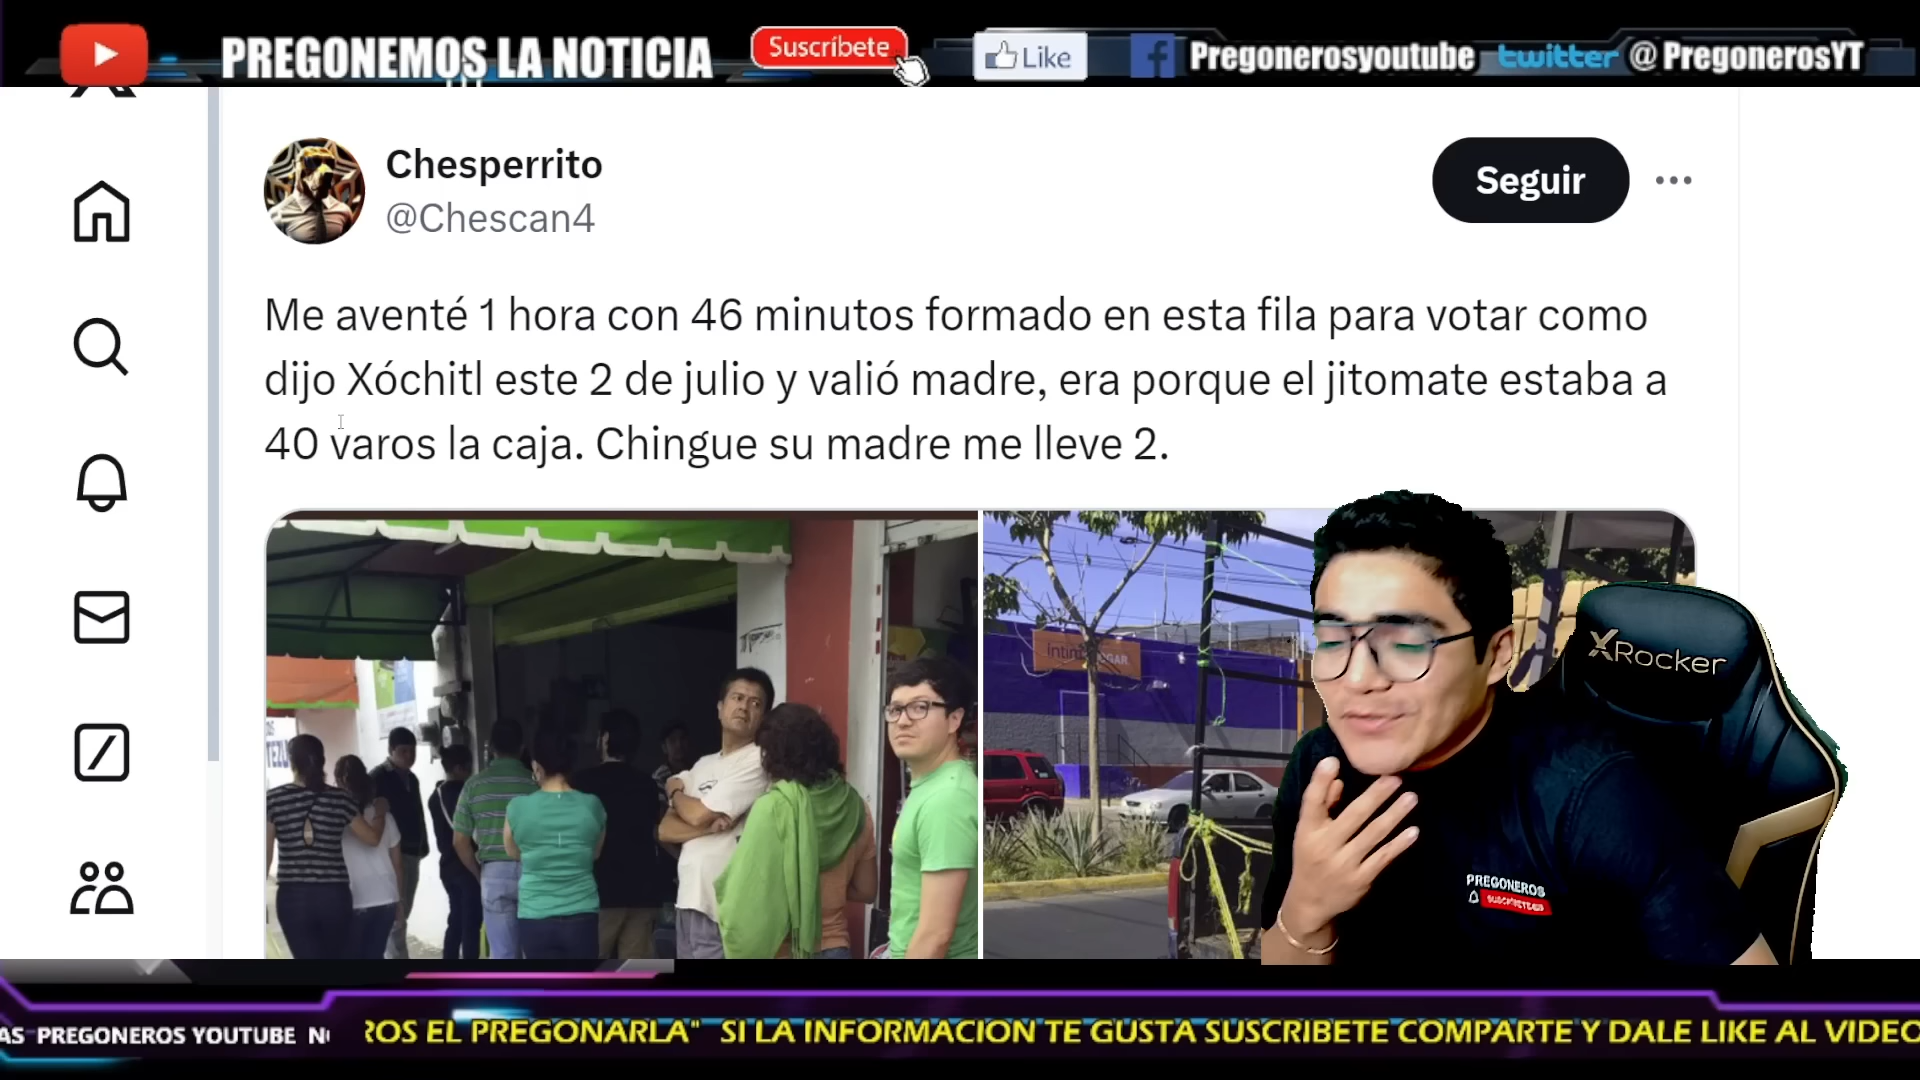 PREGONEMOS LA NOTICIA
Suscríbete
Like
Pregonerosyoutube
twitter @PregonerosYT
Chesperrito
@Chescan4
Seguir
Me aventé 1 hora con 46 minutos formado en esta fila para votar como
dijo Xóchitl este 2 de julio y valió madre, era porque el jitomate estaba a
40 varos la caja. Chingue su madre me lleve 2.
XROCKER
PREGONEROS
SUSCRÍBETE
AS PREGONEROS YOUTUBE
ROS EL PREGONARLA" SI LA INFORMACION TE GUSTA SUSCRIBETE COMPARTE Y DALE LIKE AL VIDEO